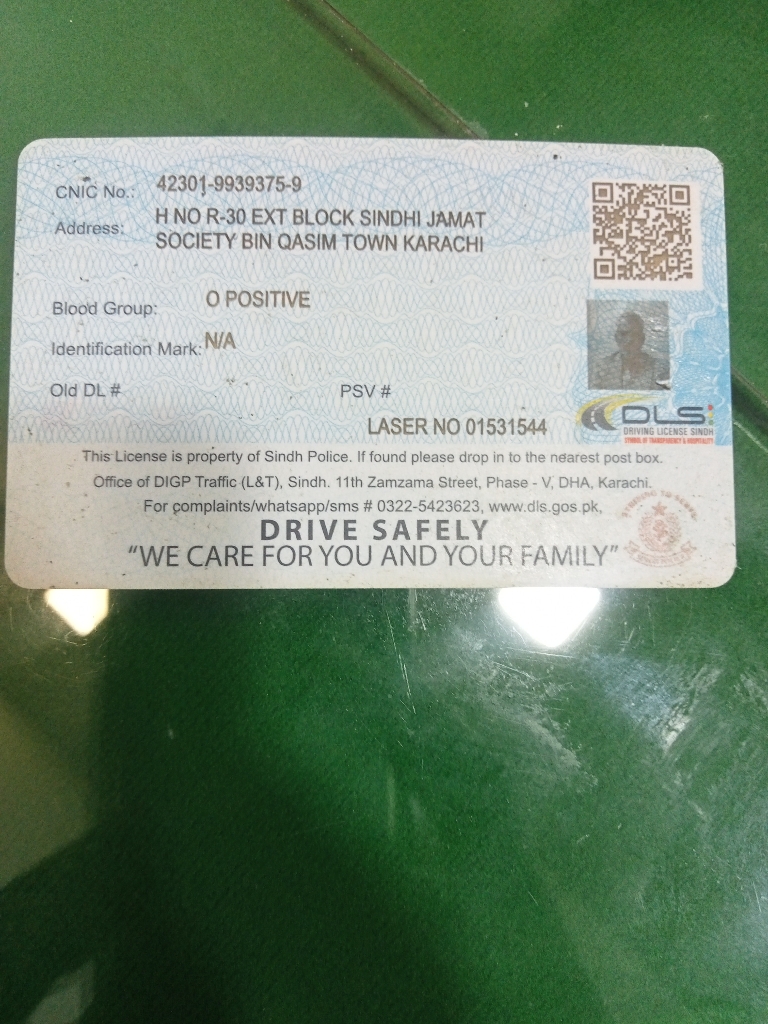 CNIC No.: 42301-9939375-9
Address: H NO R-30 EXT BLOCK SINDHI JAMAT
SOCIETY BIN QASIM TOWN KARACHI
Blood Group: O POSITIVE
Identification Mark: N/A
Old DL # PSV #
LASER NO 01531544
DLS
DRIVING LICENSE SINDH
SYMBOL OF TRANSPARENCY & HOSPITALITY
This License is property of Sindh Police. If found please drop in to the nearest post box.
Office of DIGP Traffic (L&T), Sindh. 11th Zamzama Street, Phase - V, DHA, Karachi.
For complaints/whatsapp/sms # 0322-5423623, www.dls.gos.pk,
DRIVE SAFELY
"WE CARE FOR YOU AND YOUR FAMILY"